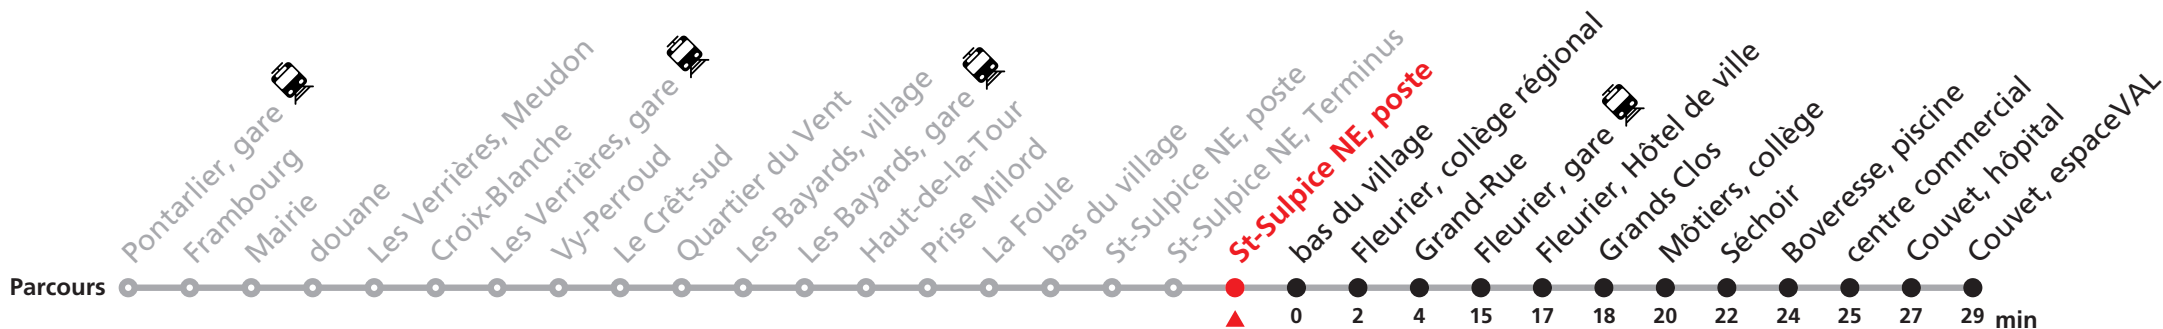 Pontarlier, gare
Frambourg
Mairie
douane
Les Verrières, Meudon
Croix-Blanche
Les Verrières, gare
Vy-Perroud
Le Crêt-sud
Quartier du Vent
Les Bayards, village
Les Bayards, gare
Haut-de-la-Tour
Prise Milord
La Foule
bas du village
St-Sulpice NE, poste
St-Sulpice NE, Terminus
St-Sulpice NE, poste
bas du village
Fleurier, collège régional
Grand-Rue
Fleurier, gare
Fleurier, Hôtel de ville
Grands Clos
Môtiers, collège
Séchoir
Boveresse, piscine
centre commercial
Couvet, hôpital
Couvet, espaceVAL
Parcours
0 2 4 15 17 18 20 22 24 25 27 29 min